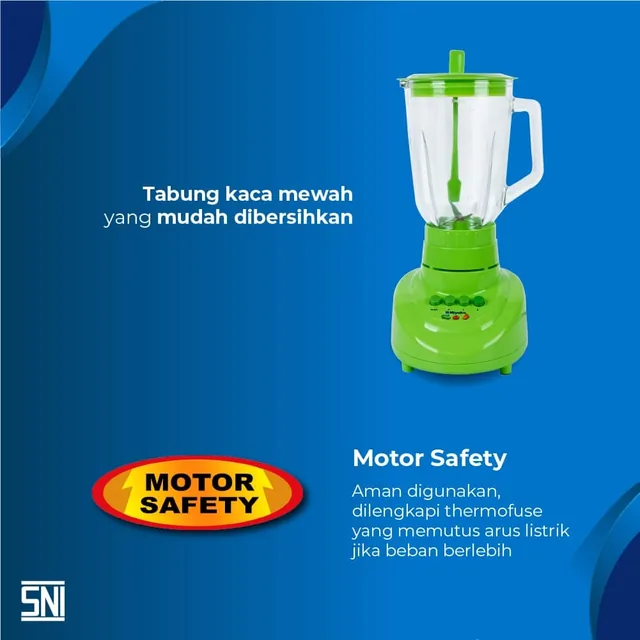 Tabung kaca mewah
yang mudah dibersihkan
MOTOR
SAFETY
Motor Safety
Aman digunakan,
dilengkapi thermofuse
yang memutus arus listrik
jika beban berlebih
SNI